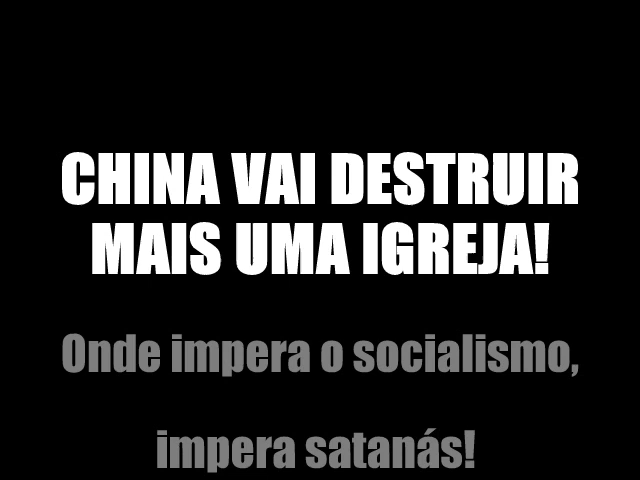 CHINA VAI DESTRUIR
MAIS UMA IGREJA!
Onde impera o socialismo,
impera satanás!